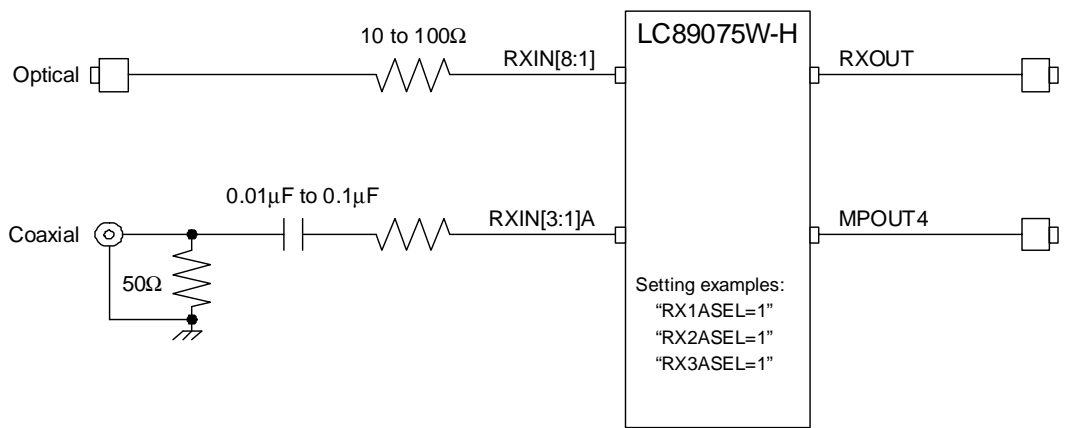 LC89075W-H
10 to 100Ω
Optical
RXIN[8:1]
RXOUT
0.01μF to 0.1μF
Coaxial
RXIN[3:1]A
MPOUT4
50Ω
Setting examples:
“RX1ASEL=1”
“RX2ASEL=1”
“RX3ASEL=1”